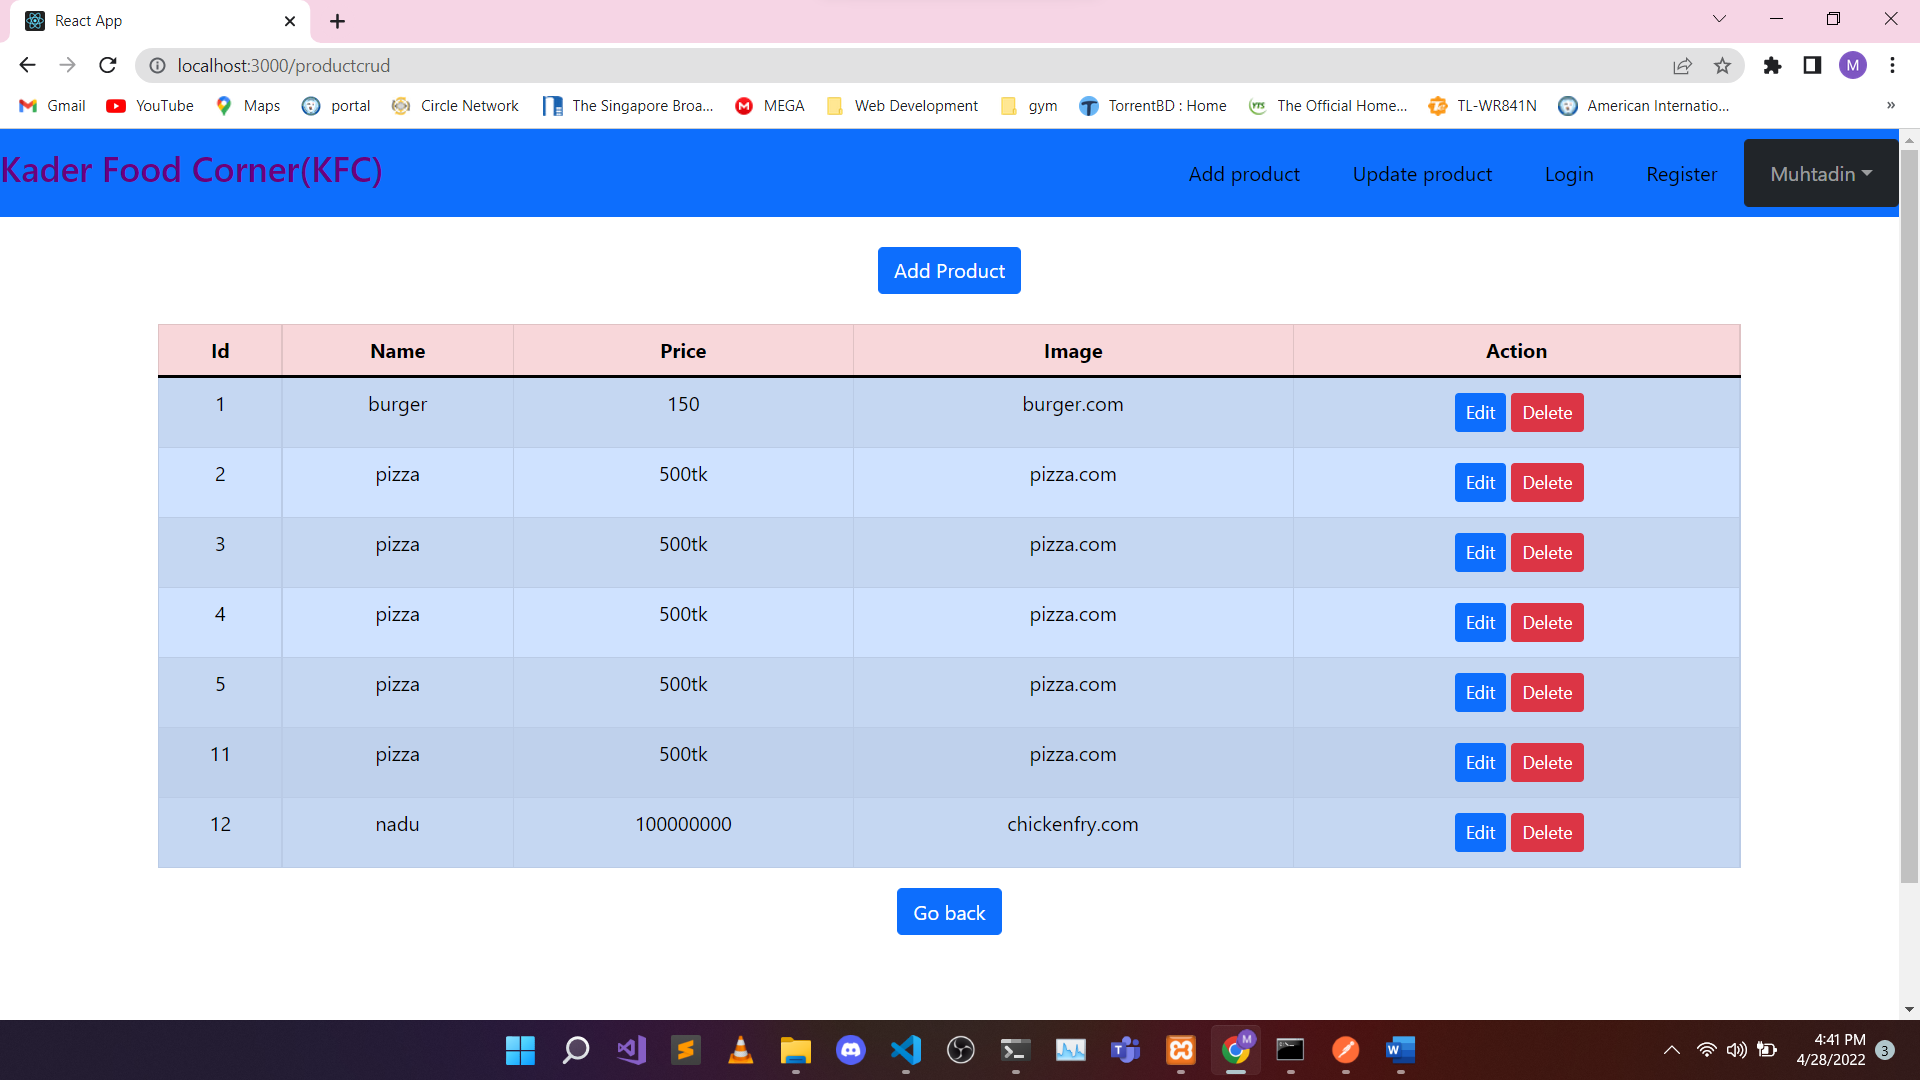 React App
localhost:3000/productcrud
M
Gmail YouTube Maps portal Circle Network The Singapore Broa... MEGA Web Development gym TorrentBD : Home The Official Home... TL-WR841N American Internatio... »
Kader Food Corner(KFC) Add product Update product Login Register Muhtadin
Add Product
Id Name Price Image Action
1 burger 150 burger.com Edit Delete
2 pizza 500tk pizza.com Edit Delete
3 pizza 500tk pizza.com Edit Delete
4 pizza 500tk pizza.com Edit Delete
5 pizza 500tk pizza.com Edit Delete
11 pizza 500tk pizza.com Edit Delete
12 nadu 100000000 chickenfry.com Edit Delete
Go back
4:41 PM
4/28/2022 3